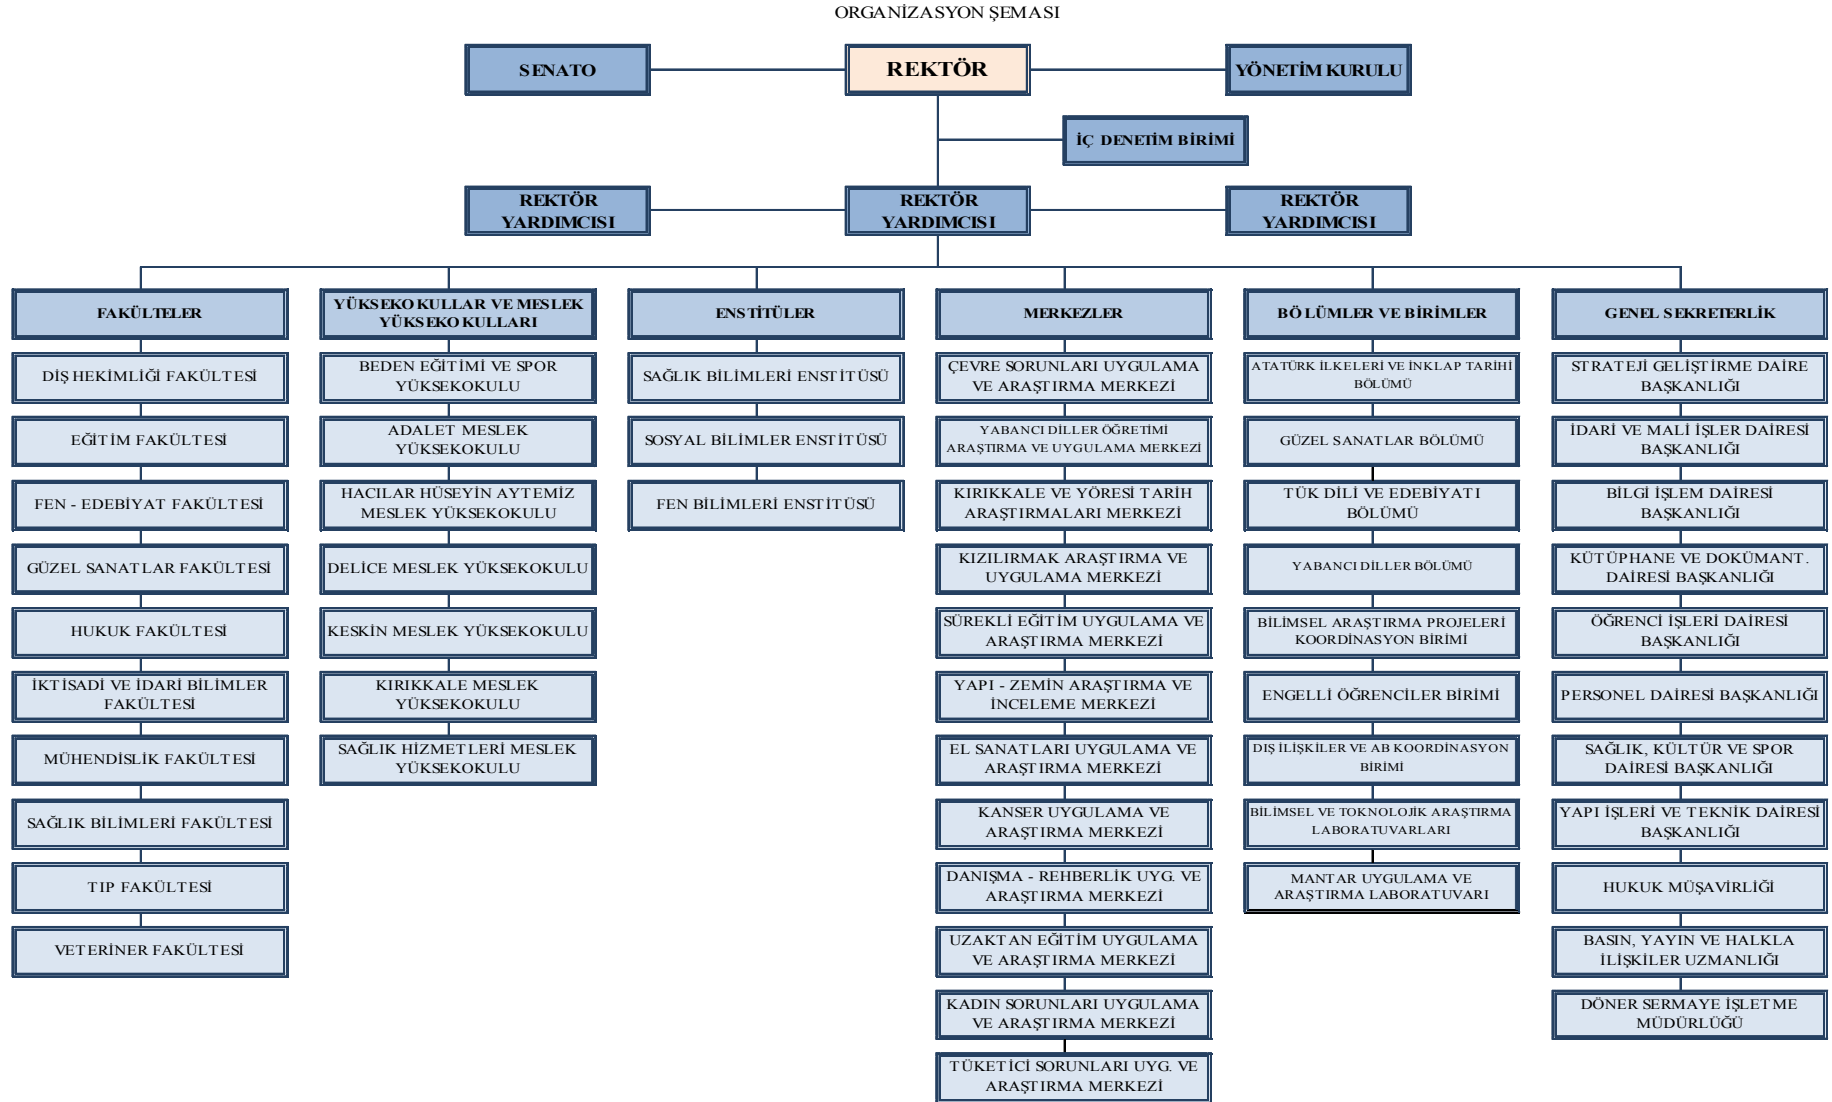 ORGANİZASYON ŞEMASI
SENATO
REKTÖR
YÖNETİM KURULU
İÇ DENETİM BİRİMİ
REKTÖR
YARDIMCISI
REKTÖR
YARDIMCISI
REKTÖR
YARDIMCISI
FAKÜLTELER
DİŞ HEKİMLİĞİ FAKÜLTESİ
EĞİTİM FAKÜLTESİ
FEN - EDEBİYAT FAKÜLTESİ
GÜZEL SANATLAR FAKÜLTESİ
HUKUK FAKÜLTESİ
İKTİSADİ VE İDARİ BİLİMLER
FAKÜLTESİ
MÜHENDİSLİK FAKÜLTESİ
SAĞLIK BİLİMLERİ FAKÜLTESİ
TIP FAKÜLTESİ
VETERİNER FAKÜLTESİ
YÜKSEKOKULLAR VE MESLEK
YÜKSEKOKULLARI
BEDEN EĞİTİMİ VE SPOR
YÜKSEKOKULU
ADALET MESLEK
YÜKSEKOKULU
HACILAR HÜSEYİN AYTEMİZ
MESLEK YÜKSEKOKULU
DELİCE MESLEK YÜKSEKOKULU
KESKİN MESLEK YÜKSEKOKULU
KIRIKKALE MESLEK
YÜKSEKOKULU
SAĞLIK HİZMETLERİ MESLEK
YÜKSEKOKULU
ENSTİTÜLER
SAĞLIK BİLİMLERİ ENSTİTÜSÜ
SOSYAL BİLİMLER ENSTİTÜSÜ
FEN BİLİMLERİ ENSTİTÜSÜ
MERKEZLER
ÇEVRE SORUNLARI UYGULAMA
VE ARAŞTIRMA MERKEZİ
YABANCI DİLLER ÖĞRETİMİ
ARAŞTIRMA VE UYGULAMA MERKEZİ
KIRIKKALE VE YÖRESİ TARİH
ARAŞTIRMALARI MERKEZİ
KIZILIRMAK ARAŞTIRMA VE
UYGULAMA MERKEZİ
SÜREKLİ EĞİTİM UYGULAMA VE
ARAŞTIRMA MERKEZİ
YAPI - ZEMİN ARAŞTIRMA VE
İNCELEME MERKEZİ
EL SANATLARI UYGULAMA VE
ARAŞTIRMA MERKEZİ
KANSER UYGULAMA VE
ARAŞTIRMA MERKEZİ
DANIŞMA - REHBERLİK UYG. VE
ARAŞTIRMA MERKEZİ
UZAKTAN EĞİTİM UYGULAMA
VE ARAŞTIRMA MERKEZİ
KADIN SORUNLARI UYGULAMA
VE ARAŞTIRMA MERKEZİ
TÜKETİCİ SORUNLARI UYG. VE
ARAŞTIRMA MERKEZİ
BÖLÜMLER VE BİRİMLER
ATATÜRK İLKELERİ VE İNKLAP TARİHİ
BÖLÜMÜ
GÜZEL SANATLAR BÖLÜMÜ
TÜK DİLİ VE EDEBİYATI
BÖLÜMÜ
YABANCI DİLLER BÖLÜMÜ
BİLİMSEL ARAŞTIRMA PROJELERİ
KOORDİNASYON BİRİMİ
ENGELLİ ÖĞRENCİLER BİRİMİ
DIŞ İLİŞKİLER VE AB KOORDİNASYON
BİRİMİ
BİLİMSEL VE TOKNOLOJİK ARAŞTIRMA
LABORATUVARLARI
MANTAR UYGULAMA VE
ARAŞTIRMA LABORATUVARI
GENEL SEKRETERLİK
STRATEJİ GELİŞTİRME DAİRE
BAŞKANLIĞI
İDARİ VE MALİ İŞLER DAİRESİ
BAŞKANLIĞI
BİLGİ İŞLEM DAİRESİ
BAŞKANLIĞI
KÜTÜPHANE VE DOKÜMANT.
DAİRESİ BAŞKANLIĞI
ÖĞRENCİ İŞLERİ DAİRESİ
BAŞKANLIĞI
PERSONEL DAİRESİ BAŞKANLIĞI
SAĞLIK, KÜLTÜR VE SPOR
DAİRESİ BAŞKANLIĞI
YAPI İŞLERİ VE TEKNİK DAİRESİ
BAŞKANLIĞI
HUKUK MÜŞAVİRLİĞİ
BASIN, YAYIN VE HALKLA
İLİŞKİLER UZMANLIĞI
DÖNER SERMAYE İŞLETME
MÜDÜRLÜĞÜ